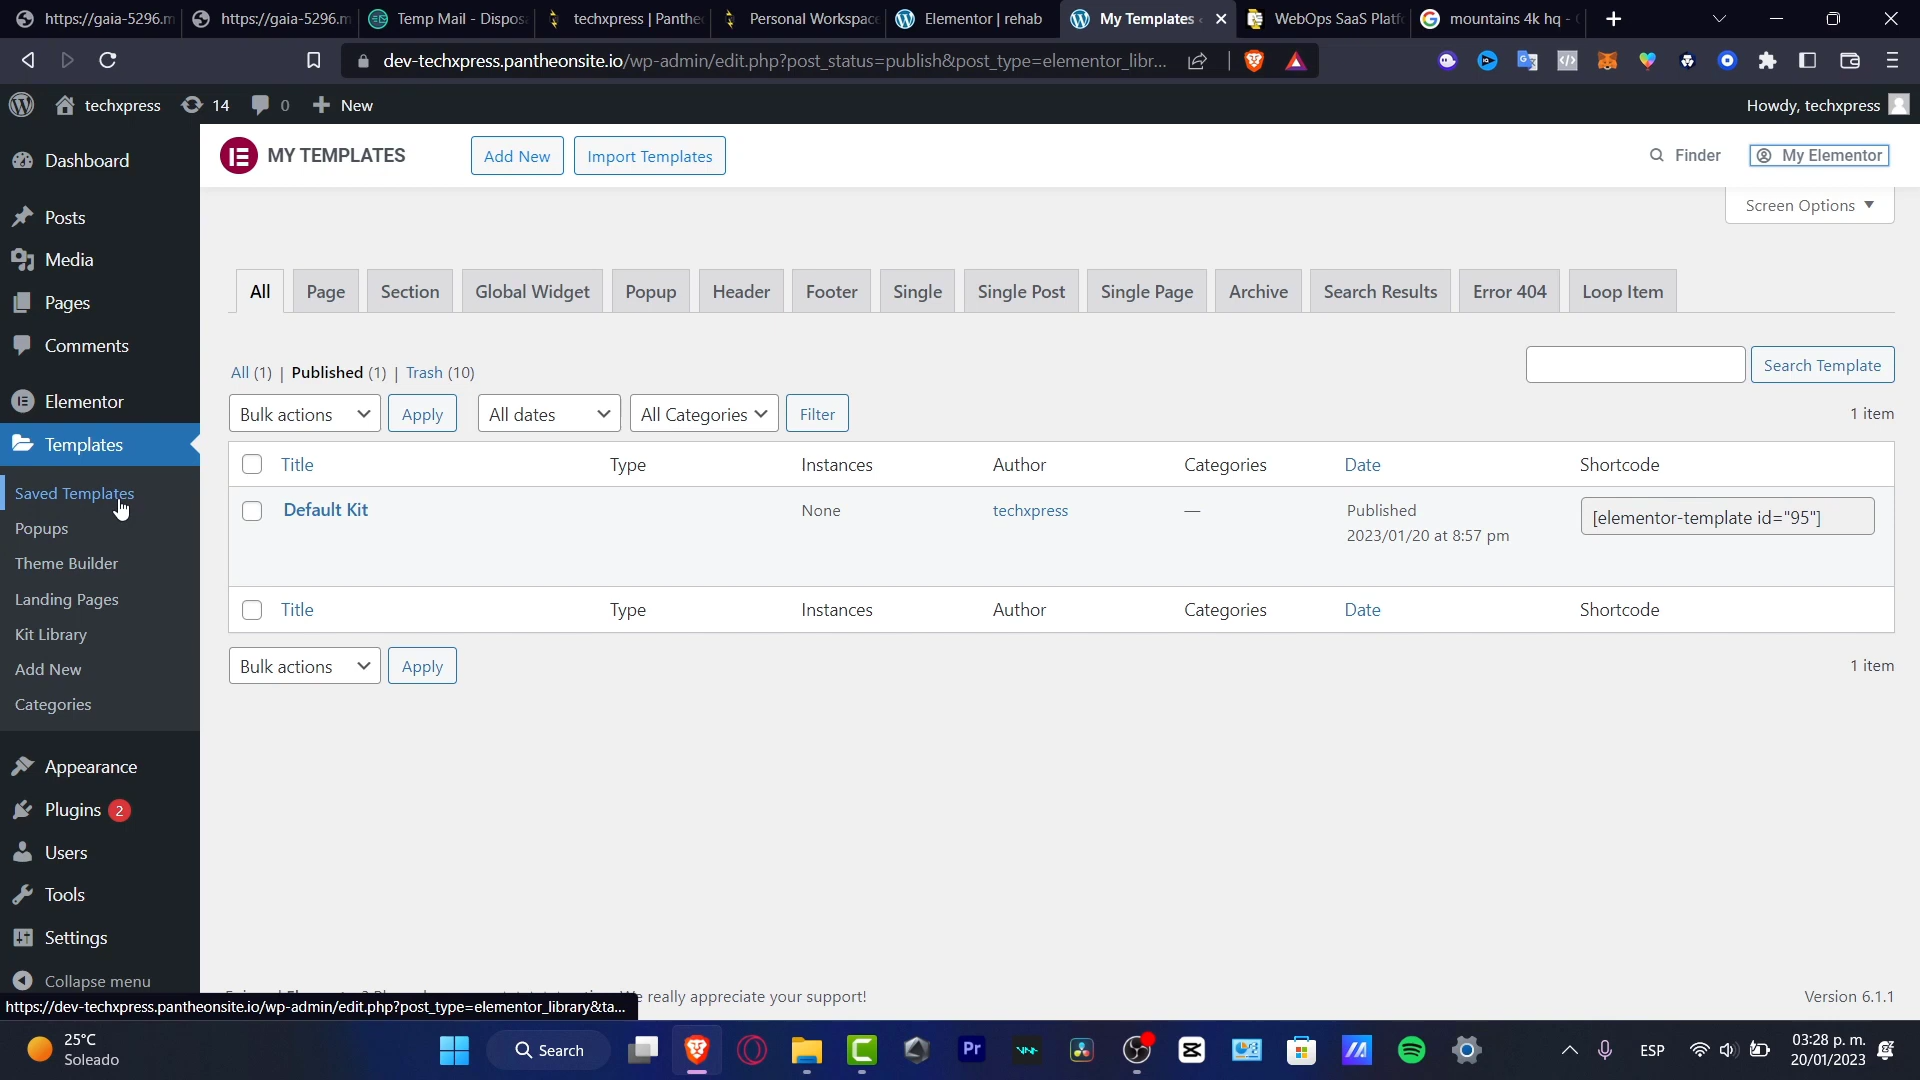 https://gaia-5296.m
https://gaia-5296.m
Temp Mail - Dispos
techxpress | Panthe
Personal Workspac
Elementor | rehab
My Templates
WebOps SaaS Platf
mountains 4k hq -
dev-techxpress.pantheonsite.io/wp-admin/edit.php?post_status=publish&post_type=elementor_libr...
techxpress
14
0
New
Howdy, techxpress
Dashboard
Posts
Media
Pages
Comments
Elementor
Templates
Saved Templates
Popups
Theme Builder
Landing Pages
Kit Library
Add New
Categories
Appearance
Plugins 2
Users
Tools
Settings
Collapse menu
MY TEMPLATES
Add New
Import Templates
Finder
My Elementor
Screen Options
All
Page
Section
Global Widget
Popup
Header
Footer
Single
Single Post
Single Page
Archive
Search Results
Error 404
Loop Item
All (1) | Published (1) | Trash (10)
Search Template
Bulk actions
Apply
All dates
All Categories
Filter
1 item
Title Type Instances Author Categories Date Shortcode
Default Kit None techxpress — Published [elementor-template id="95"]
2023/01/20 at 8:57 pm
Title Type Instances Author Categories Date Shortcode
Bulk actions
Apply
1 item
really appreciate your support!
Version 6.1.1
https://dev-techxpress.pantheonsite.io/wp-admin/edit.php?post_type=elementor_library&ta...
25°C
Soleado
Search
Pr
ESP
03:28 p. m.
20/01/2023